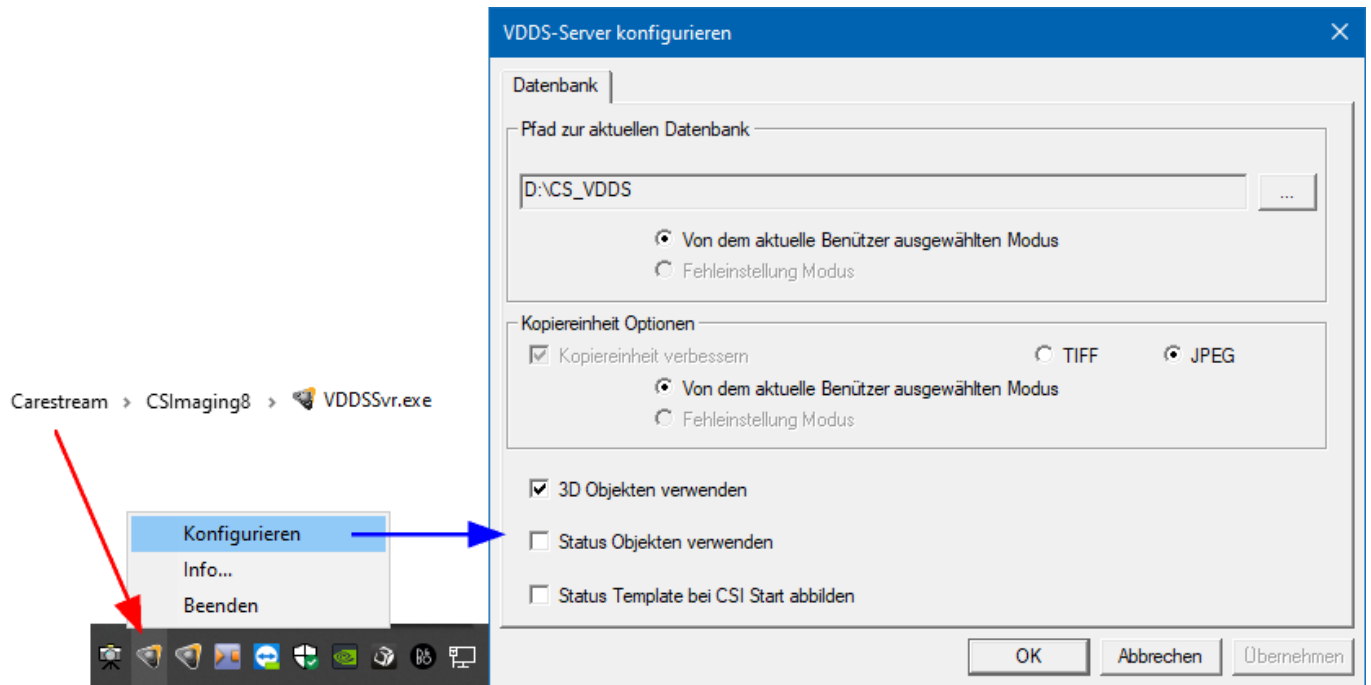 VDDS-Server konfigurieren
Datenbank
Pfad zur aktuellen Datenbank
D:\CS_VDDS
...
Von dem aktuelle Benützer ausgewählten Modus
Fehleinstellung Modus
Kopiereinheit Optionen
Kopiereinheit verbessern TIFF JPEG
Von dem aktuelle Benützer ausgewählten Modus
Fehleinstellung Modus
Carestream > CSImaging8 > VDDSSvr.exe
3D Objekten verwenden
Konfigurieren
Status Objekten verwenden
Info...
Status Template bei CSI Start abbilden
Beenden
OK Abbrechen Übernehmen